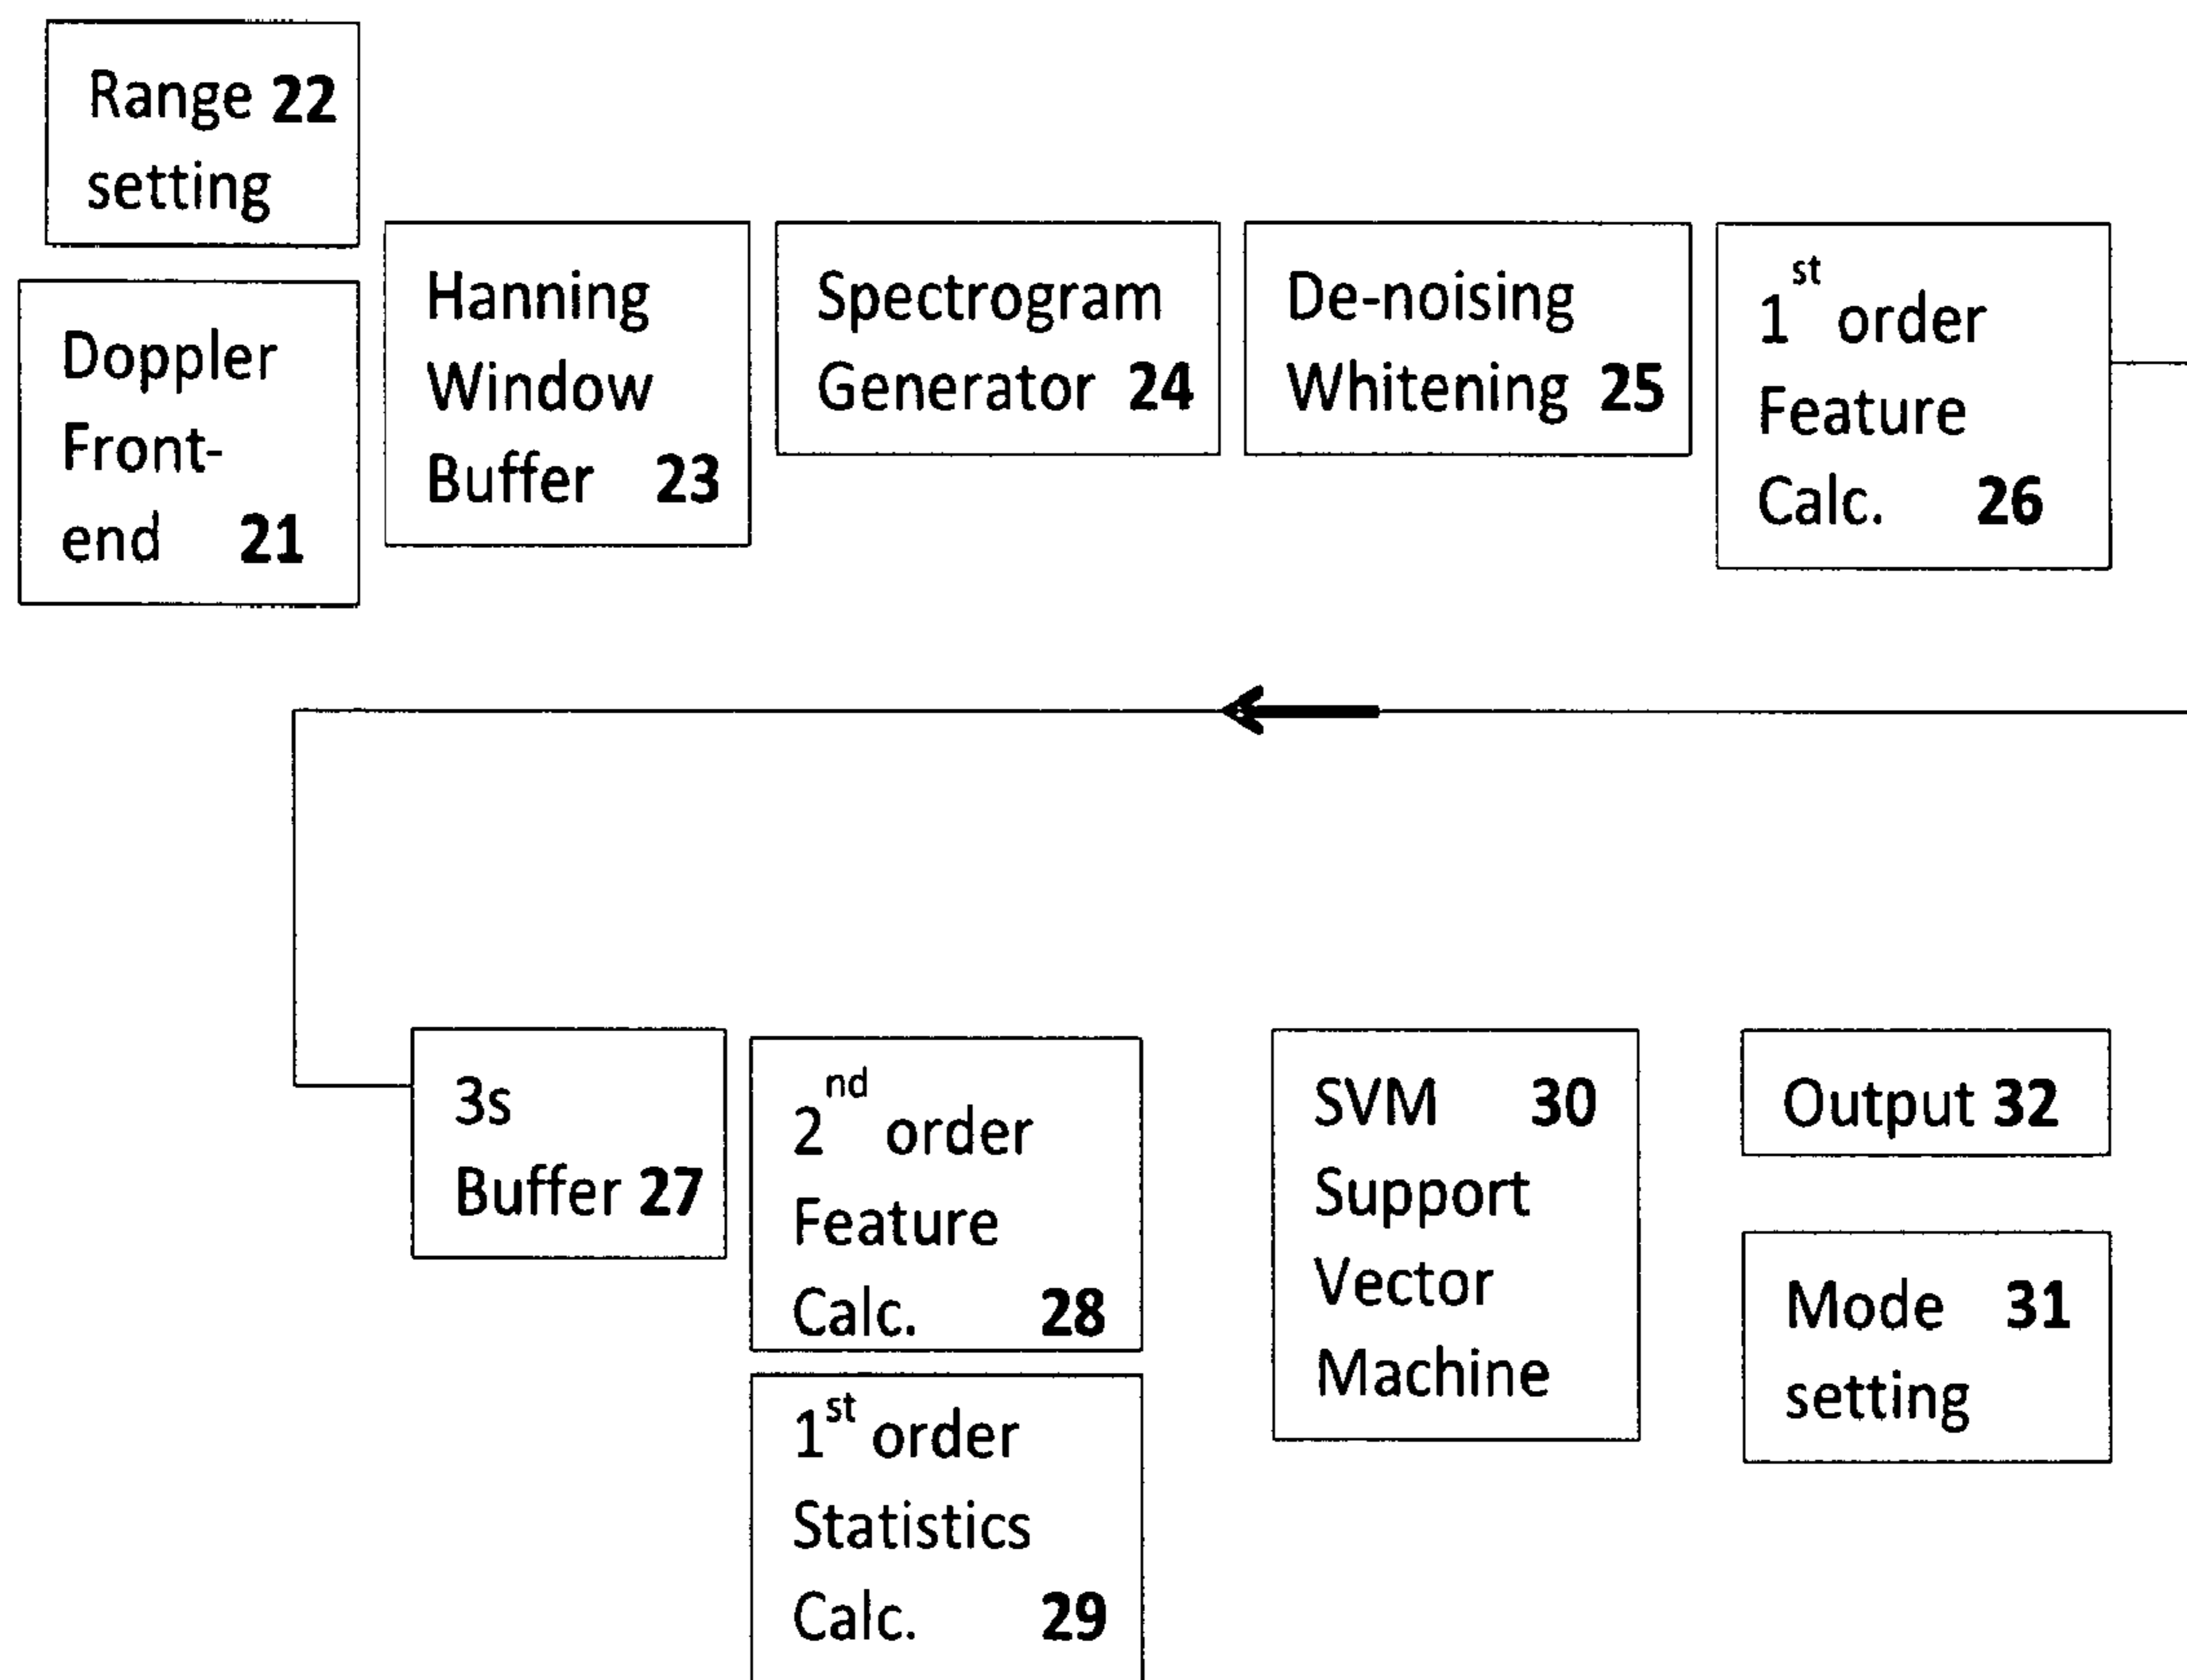 Range 22
setting
Doppler
Front-
end 21
Hanning
Window
Buffer 23
Spectrogram
Generator 24
De-noising
Whitening 25
1st order
Feature
Calc. 26
3s
Buffer 27
2nd order
Feature
Calc. 28
1st order
Statistics
Calc. 29
SVM 30
Support
Vector
Machine
Output 32
Mode 31
setting